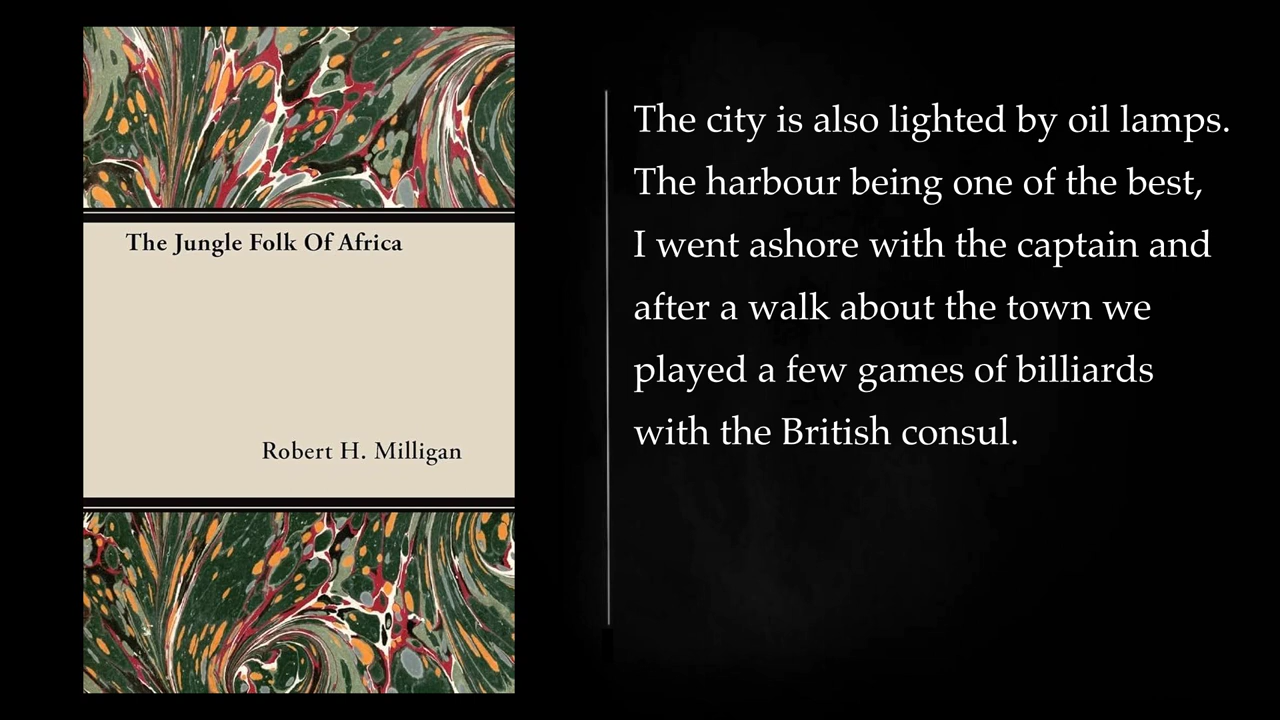 The Jungle Folk Of Africa
Robert H. Milligan
The city is also lighted by oil lamps.
The harbour being one of the best,
I went ashore with the captain and
after a walk about the town we
played a few games of billiards
with the British consul.